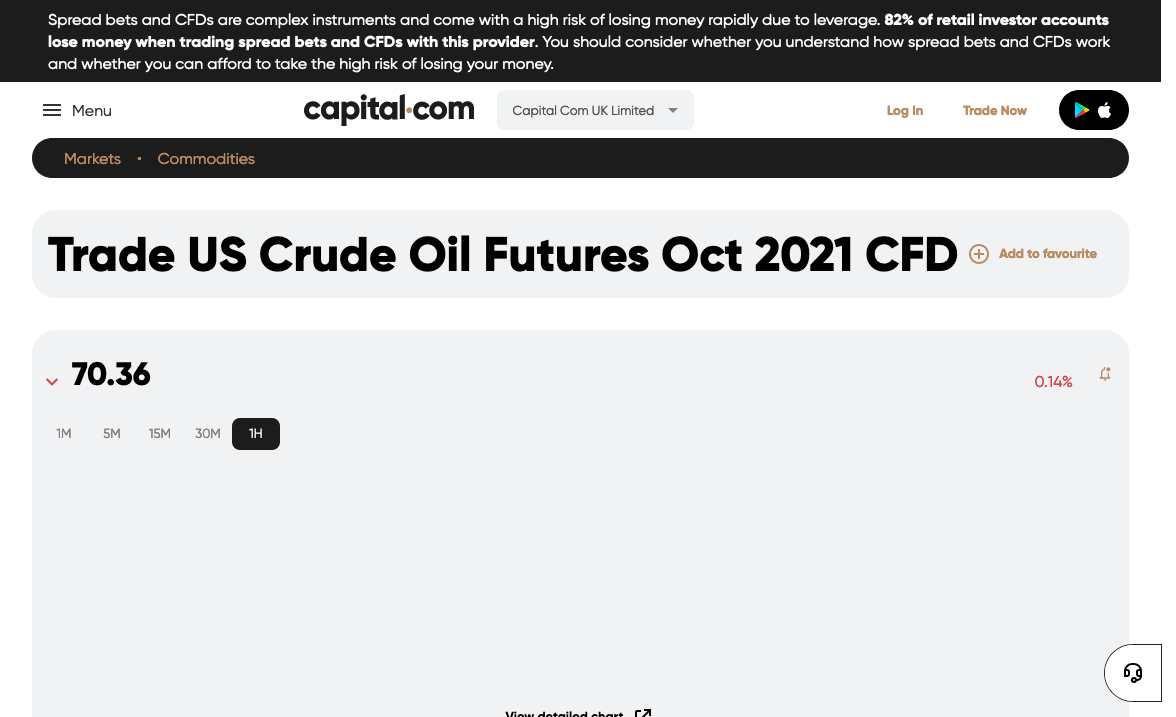 Spread bets and CFDs are complex instruments and come with a high risk of losing money rapidly due to leverage. 82% of retail investor accounts
lose money when trading spread bets and CFDs with this provider. You should consider whether you understand how spread bets and CFDs work
and whether you can afford to take the high risk of losing your money.
Menu
capital.com
Capital Com UK Limited
Log In
Trade Now
Markets • Commodities
Trade US Crude Oil Futures Oct 2021 CFD
Add to favourite
70.36
0.14%
1M 5M 15M 30M 1H
View detailed chart